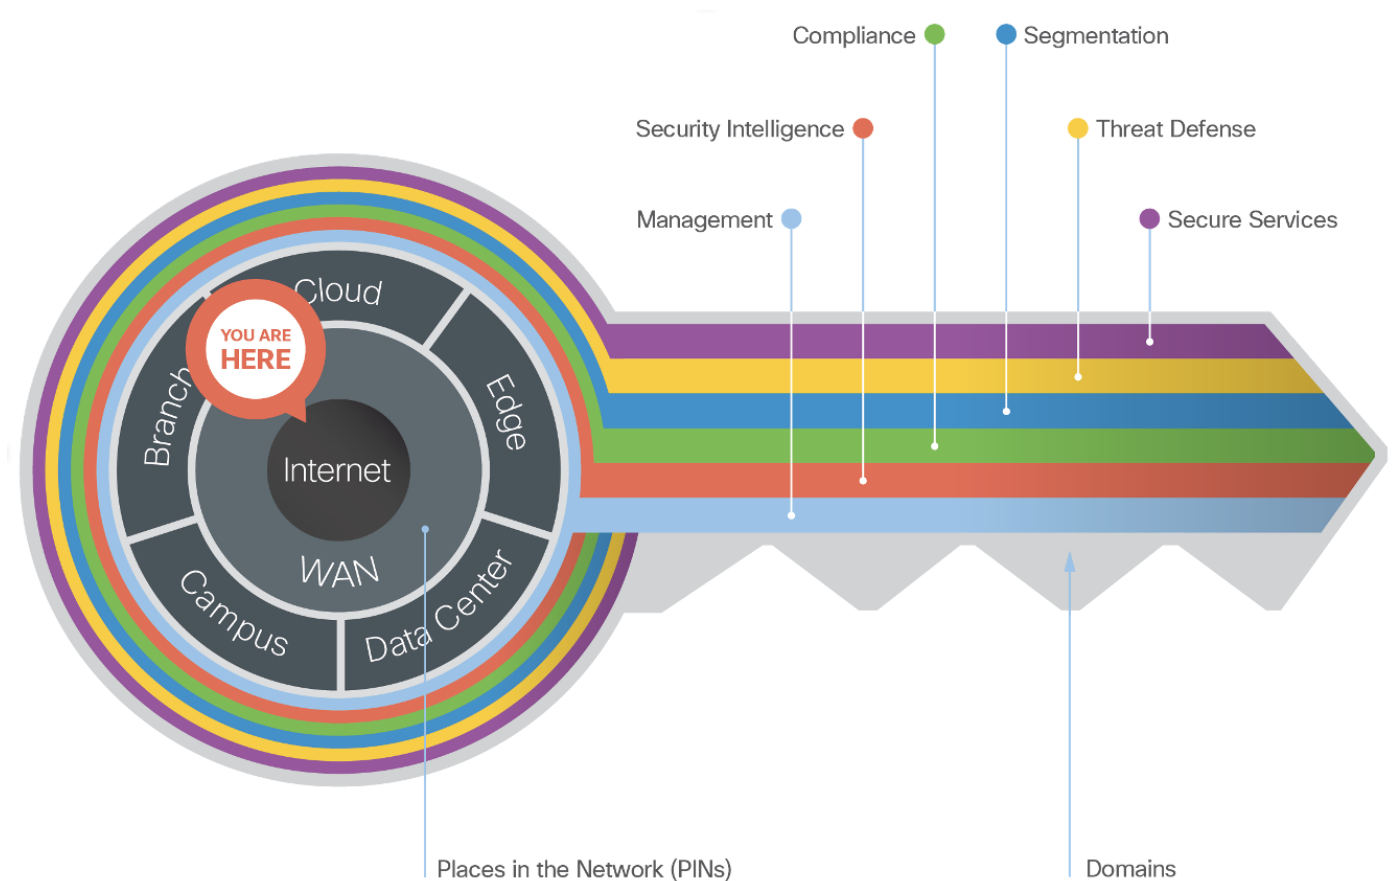 Compliance
Segmentation
Security Intelligence
Threat Defense
Management
Secure Services
Cloud
YOU ARE
HERE
Branch
Edge
Internet
WAN
Campus
Data Center
Places in the Network (PINs)
Domains